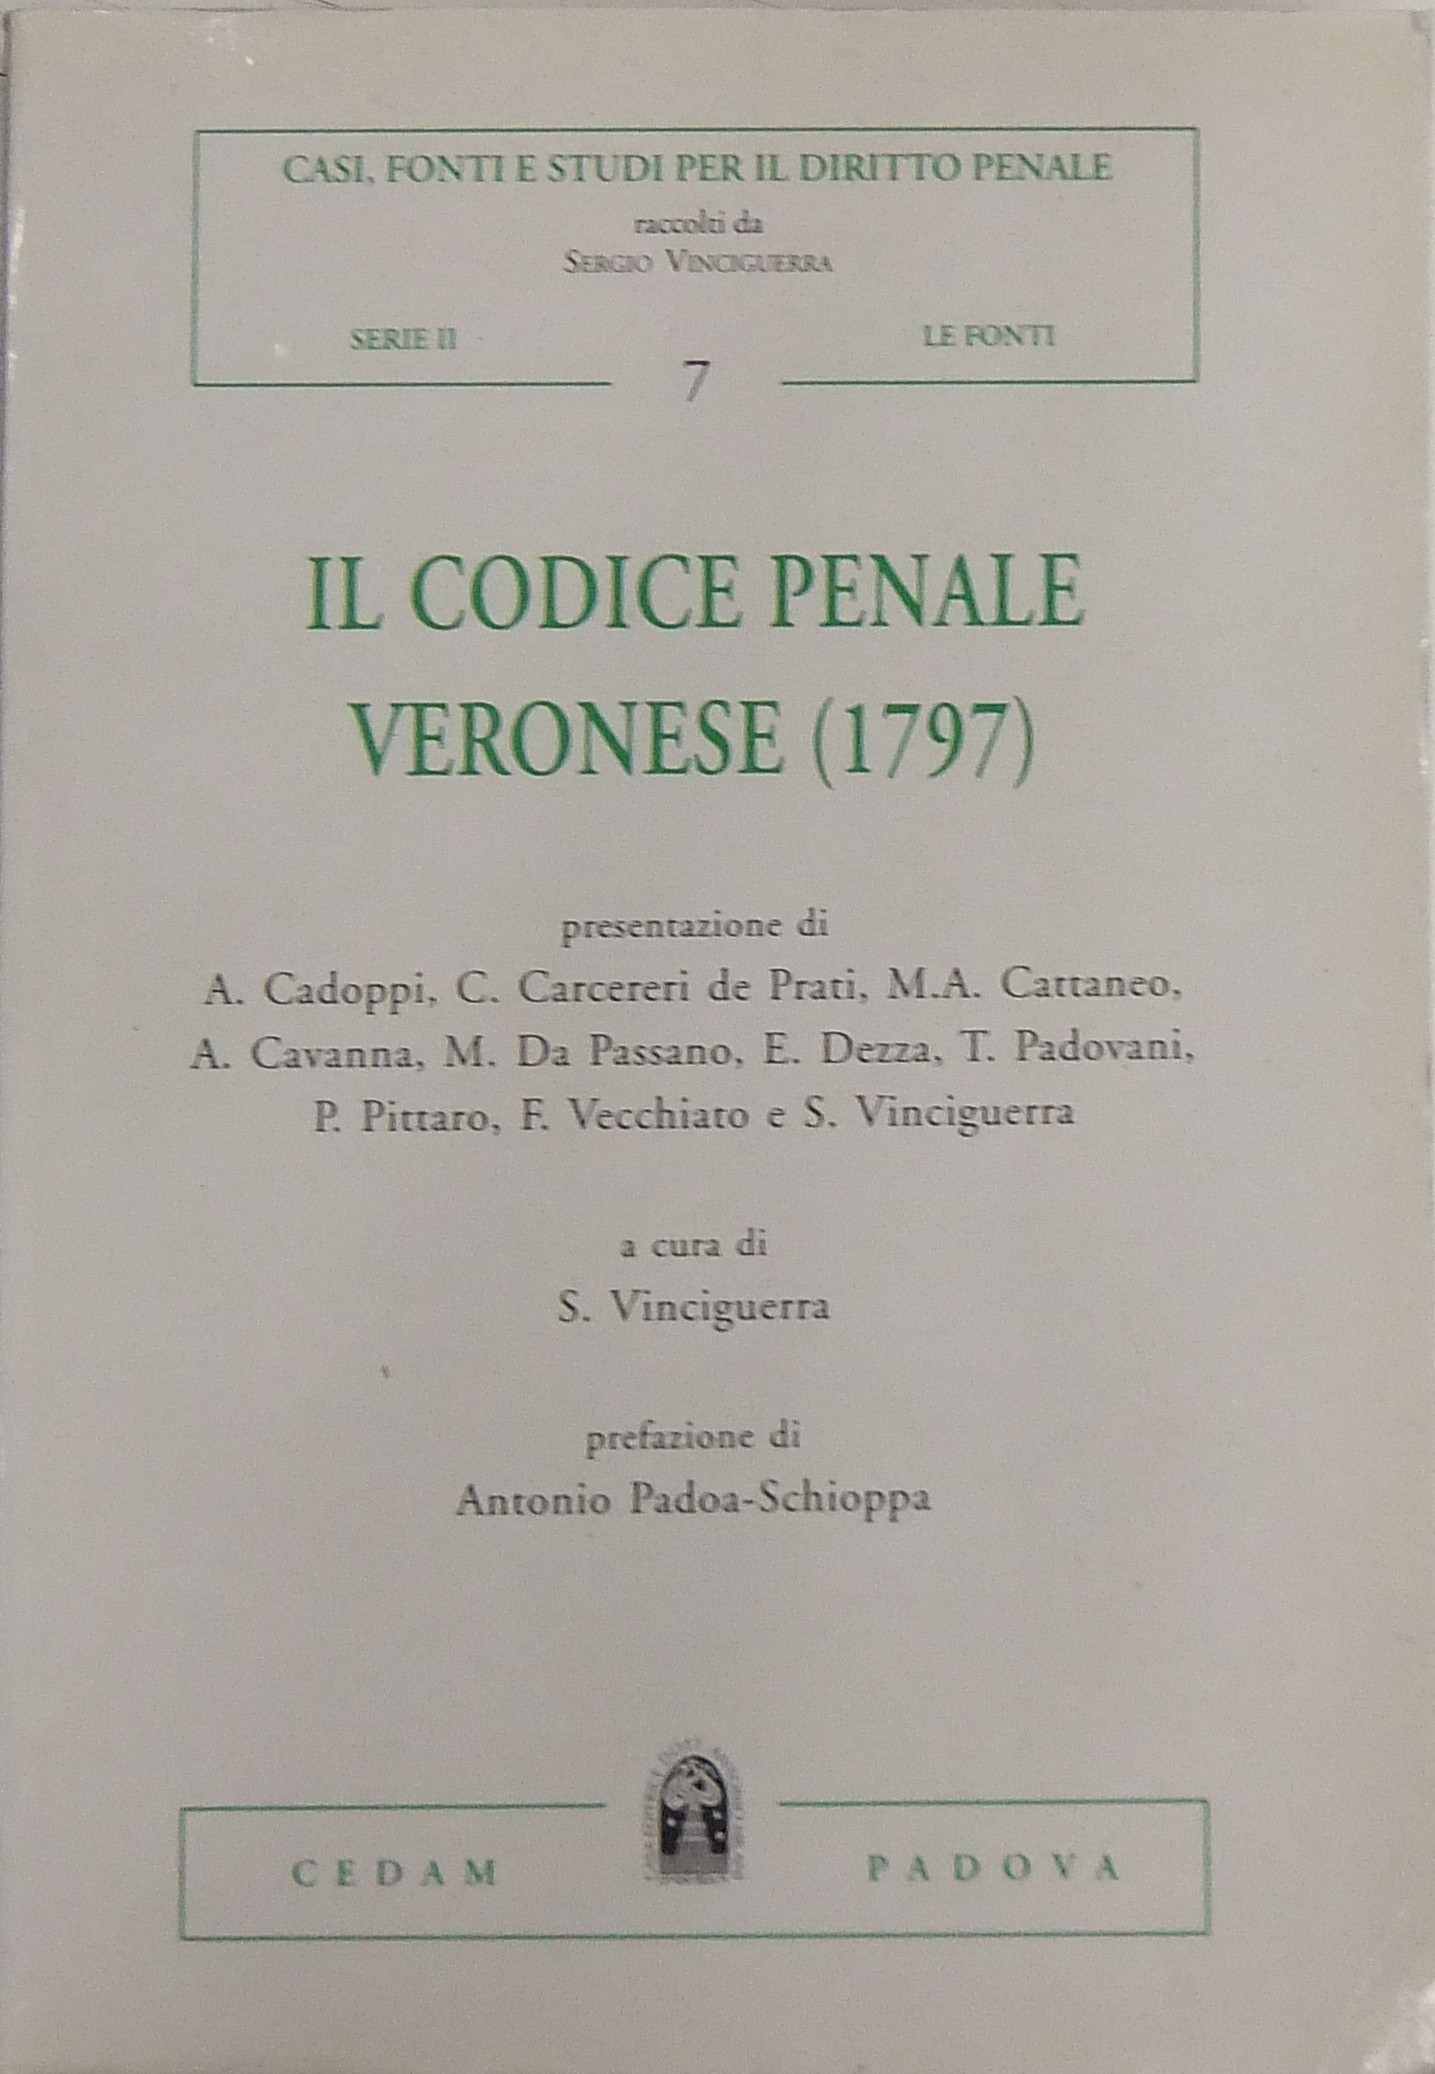 CASI, FONTI E STUDI PER IL DIRITTO PENALE
raccolti da
SERGIO VINCIGUERRA
SERIE II LE FONTI
7
IL CODICE PENALE
VERONESE (1797)
presentazione di
A. Cadoppi, C. Carcereri de Prati, M.A. Cattaneo,
A. Cavanna, M. Da Passano, E. Dezza, T. Padovani,
P. Pittaro, F. Vecchiato e S. Vinciguerra
a cura di
S. Vinciguerra
prefazione di
Antonio Padoa-Schioppa
CEDAM PADOVA